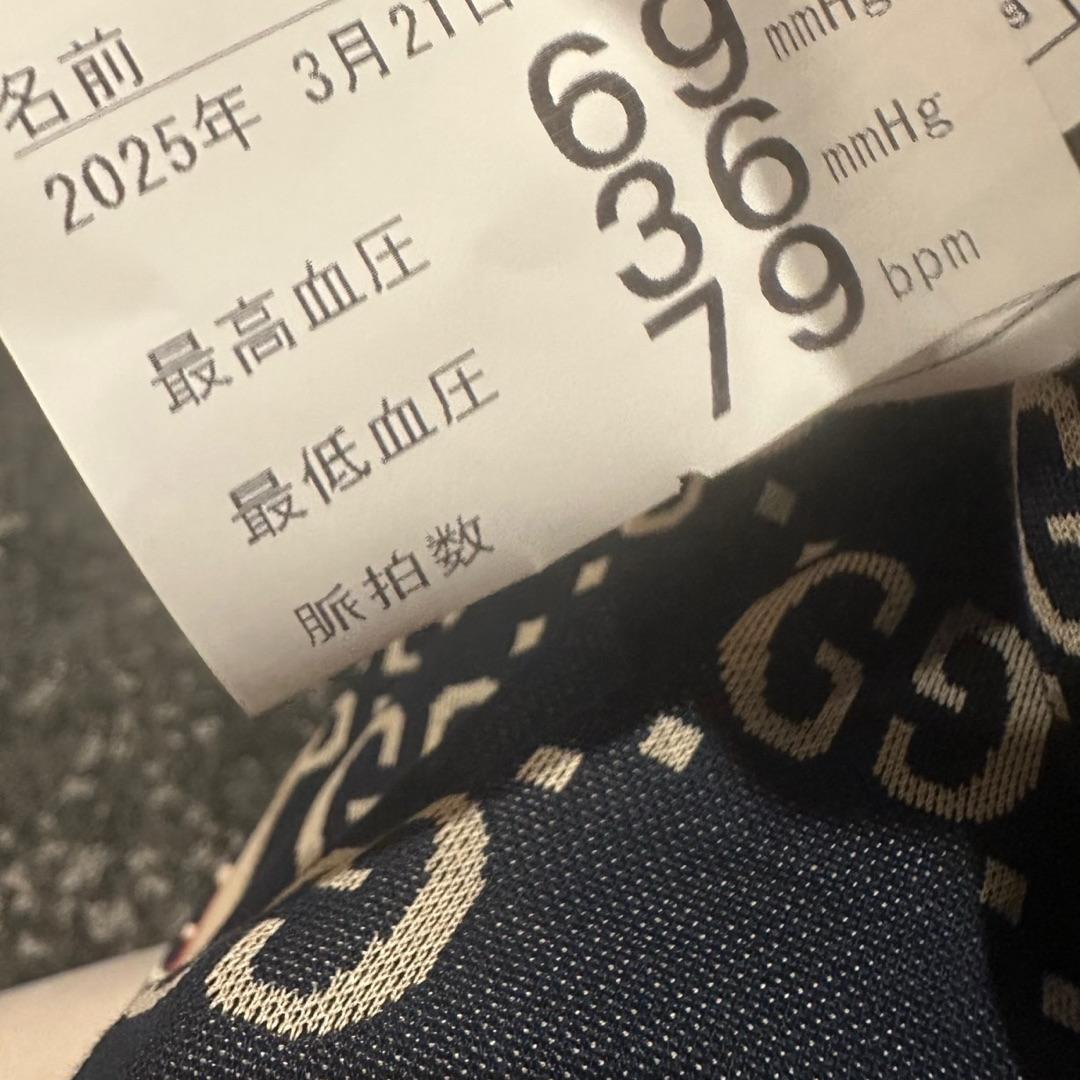 名前
2025年 3月21日
最高血圧 69 mmHg
最低血圧 36 mmHg
脈拍数 79 bpm
GG
G